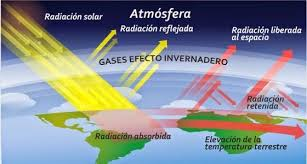 Radiación solar
Atmósfera
Radiación reflejada
Radiación liberada
al espacio
GASES EFECTO INVERNADERO
Radiación
retenida
Radiación absorbida
Elevación de la
temperatura terrestre